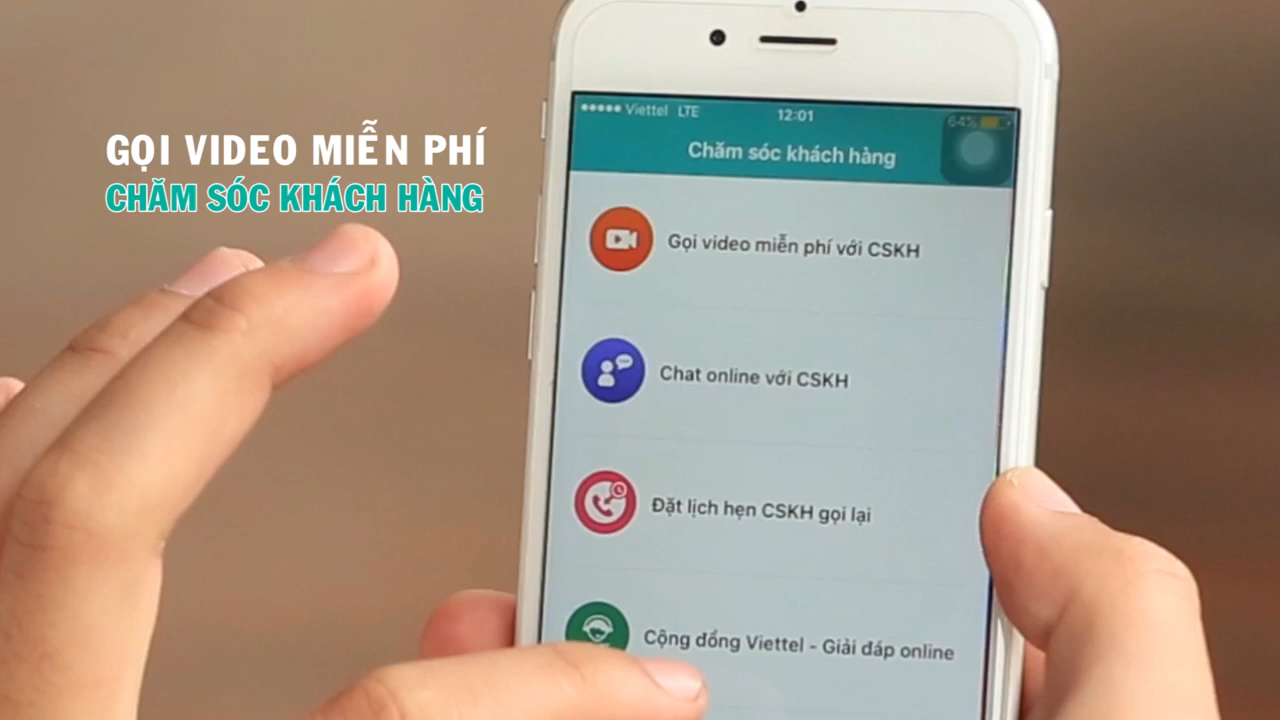 GỌI VIDEO MIỄN PHÍ
CHĂM SÓC KHÁCH HÀNG
Viettel LTE 12:01 64%
Chăm sóc khách hàng
Gọi video miễn phí với CSKH
Chat online với CSKH
Đặt lịch hẹn CSKH gọi lại
Cộng đồng Viettel - Giải đáp online